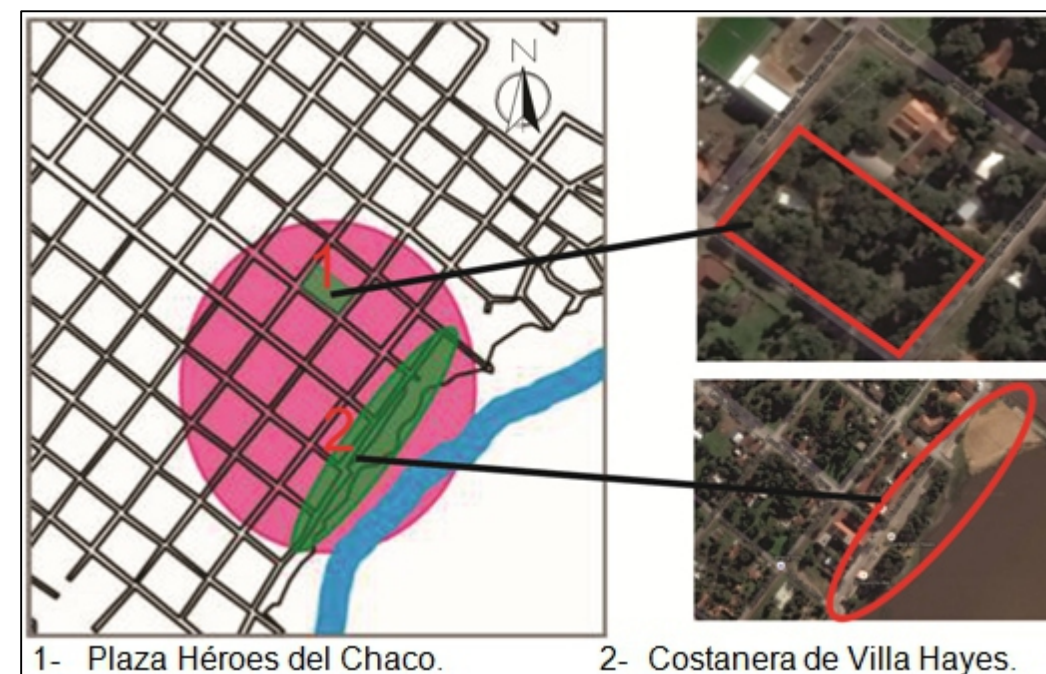 N
1
2
1- Plaza Héroes del Chaco.
2- Costanera de Villa Hayes.